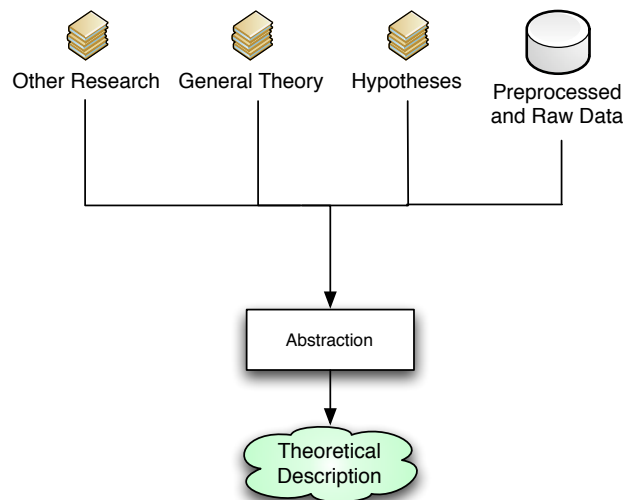 Other Research
General Theory
Hypotheses
Preprocessed
and Raw Data
Abstraction
Theoretical
Description